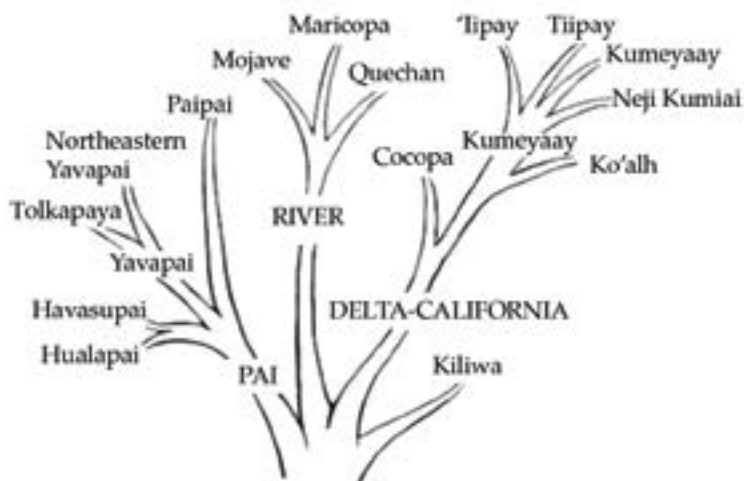 Maricopa
'Iipay
Tiipay
Mojave
Kumeyaay
Quechan
Paipai
Neji Kumiai
Northeastern
Yavapai
Kumeyaay
Cocopa
Ko'alh
Tolkapaya
RIVER
Yavapai
Havasupai
DELTA-CALIFORNIA
Hualapai
Kiliwa
PAI